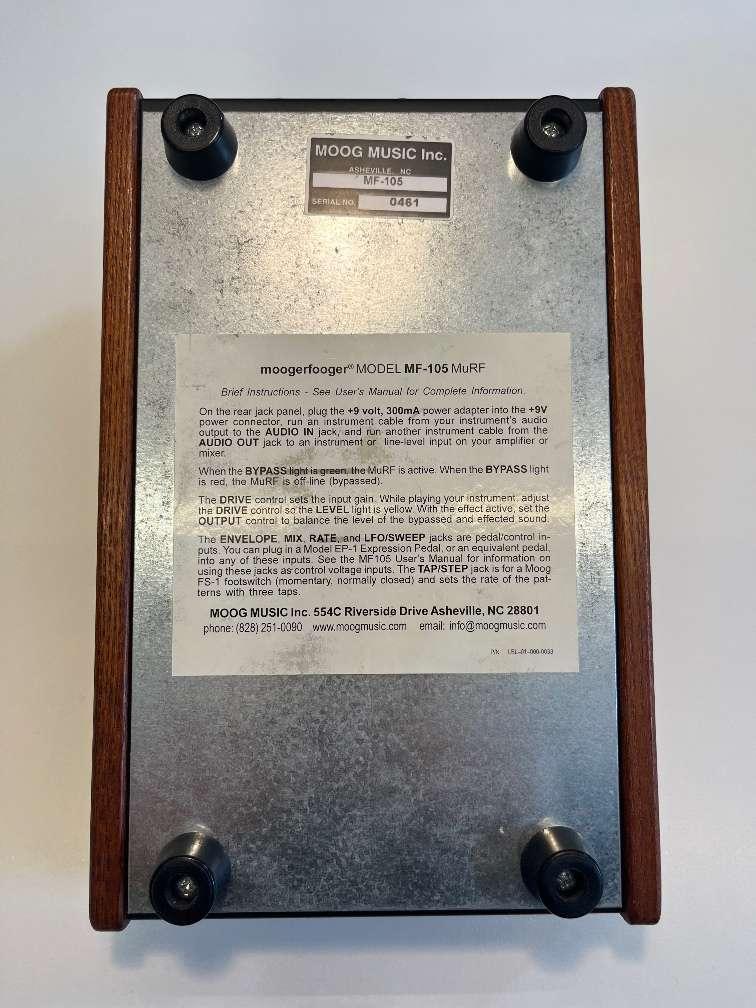 MOOG MUSIC Inc.
ASHEVILLE, NC
MF-105
SERIAL NO. 0461
moogerfooger® MODEL MF-105 MuRF
Brief Instructions - See User's Manual for Complete Information.
On the rear jack panel, plug the +9 volt, 300mA power adapter into the +9V
power connector, run an instrument cable from your instrument's audio
output to the AUDIO IN jack, and run another instrument cable from the
AUDIO OUT jack to an instrument or line-level input on your amplifier or
mixer.
When the BYPASS light is green, the MuRF is active. When the BYPASS light
is red, the MuRF is off-line (bypassed).
The DRIVE control sets the input gain. While playing your instrument, adjust
the DRIVE control so the LEVEL light is yellow. With the effect active, set the
OUTPUT control to balance the level of the bypassed and effected sound.
The ENVELOPE, MIX, RATE, and LFO/SWEEP jacks are pedal/control in-
puts. You can plug in a Model EP-1 Expression Pedal, or an equivalent pedal,
into any of these inputs. See the MF105 User's Manual for information on
using these jacks as control voltage inputs. The TAP/STEP jack is for a Moog
FS-1 footswitch (momentary, normally closed) and sets the rate of the pat-
terns with three taps.
MOOG MUSIC Inc. 554C Riverside Drive Asheville, NC 28801
phone: (828) 251-0090 www.moogmusic.com email: info@moogmusic.com
P/N